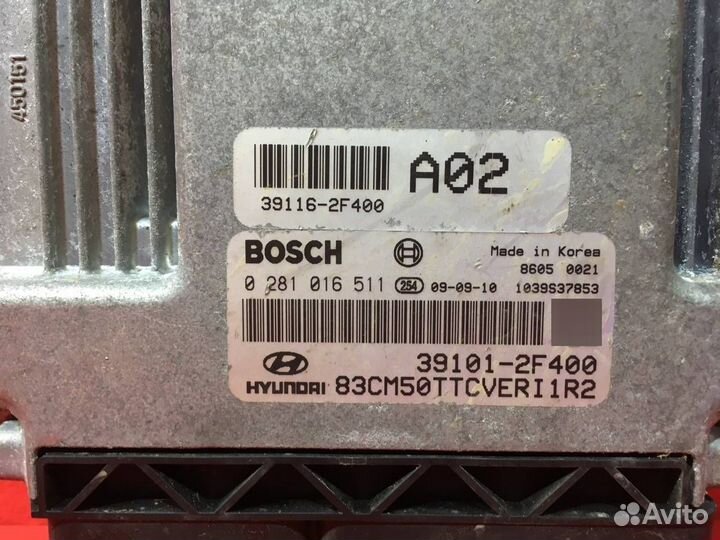 450151
A02
39116-2F400
BOSCH
Made in Korea
8605 0021
0 281 016 511 254 09-09-10 1039S37853
39101-2F400
HYUNDAI 83CM50TTCVERI1R2
Avito